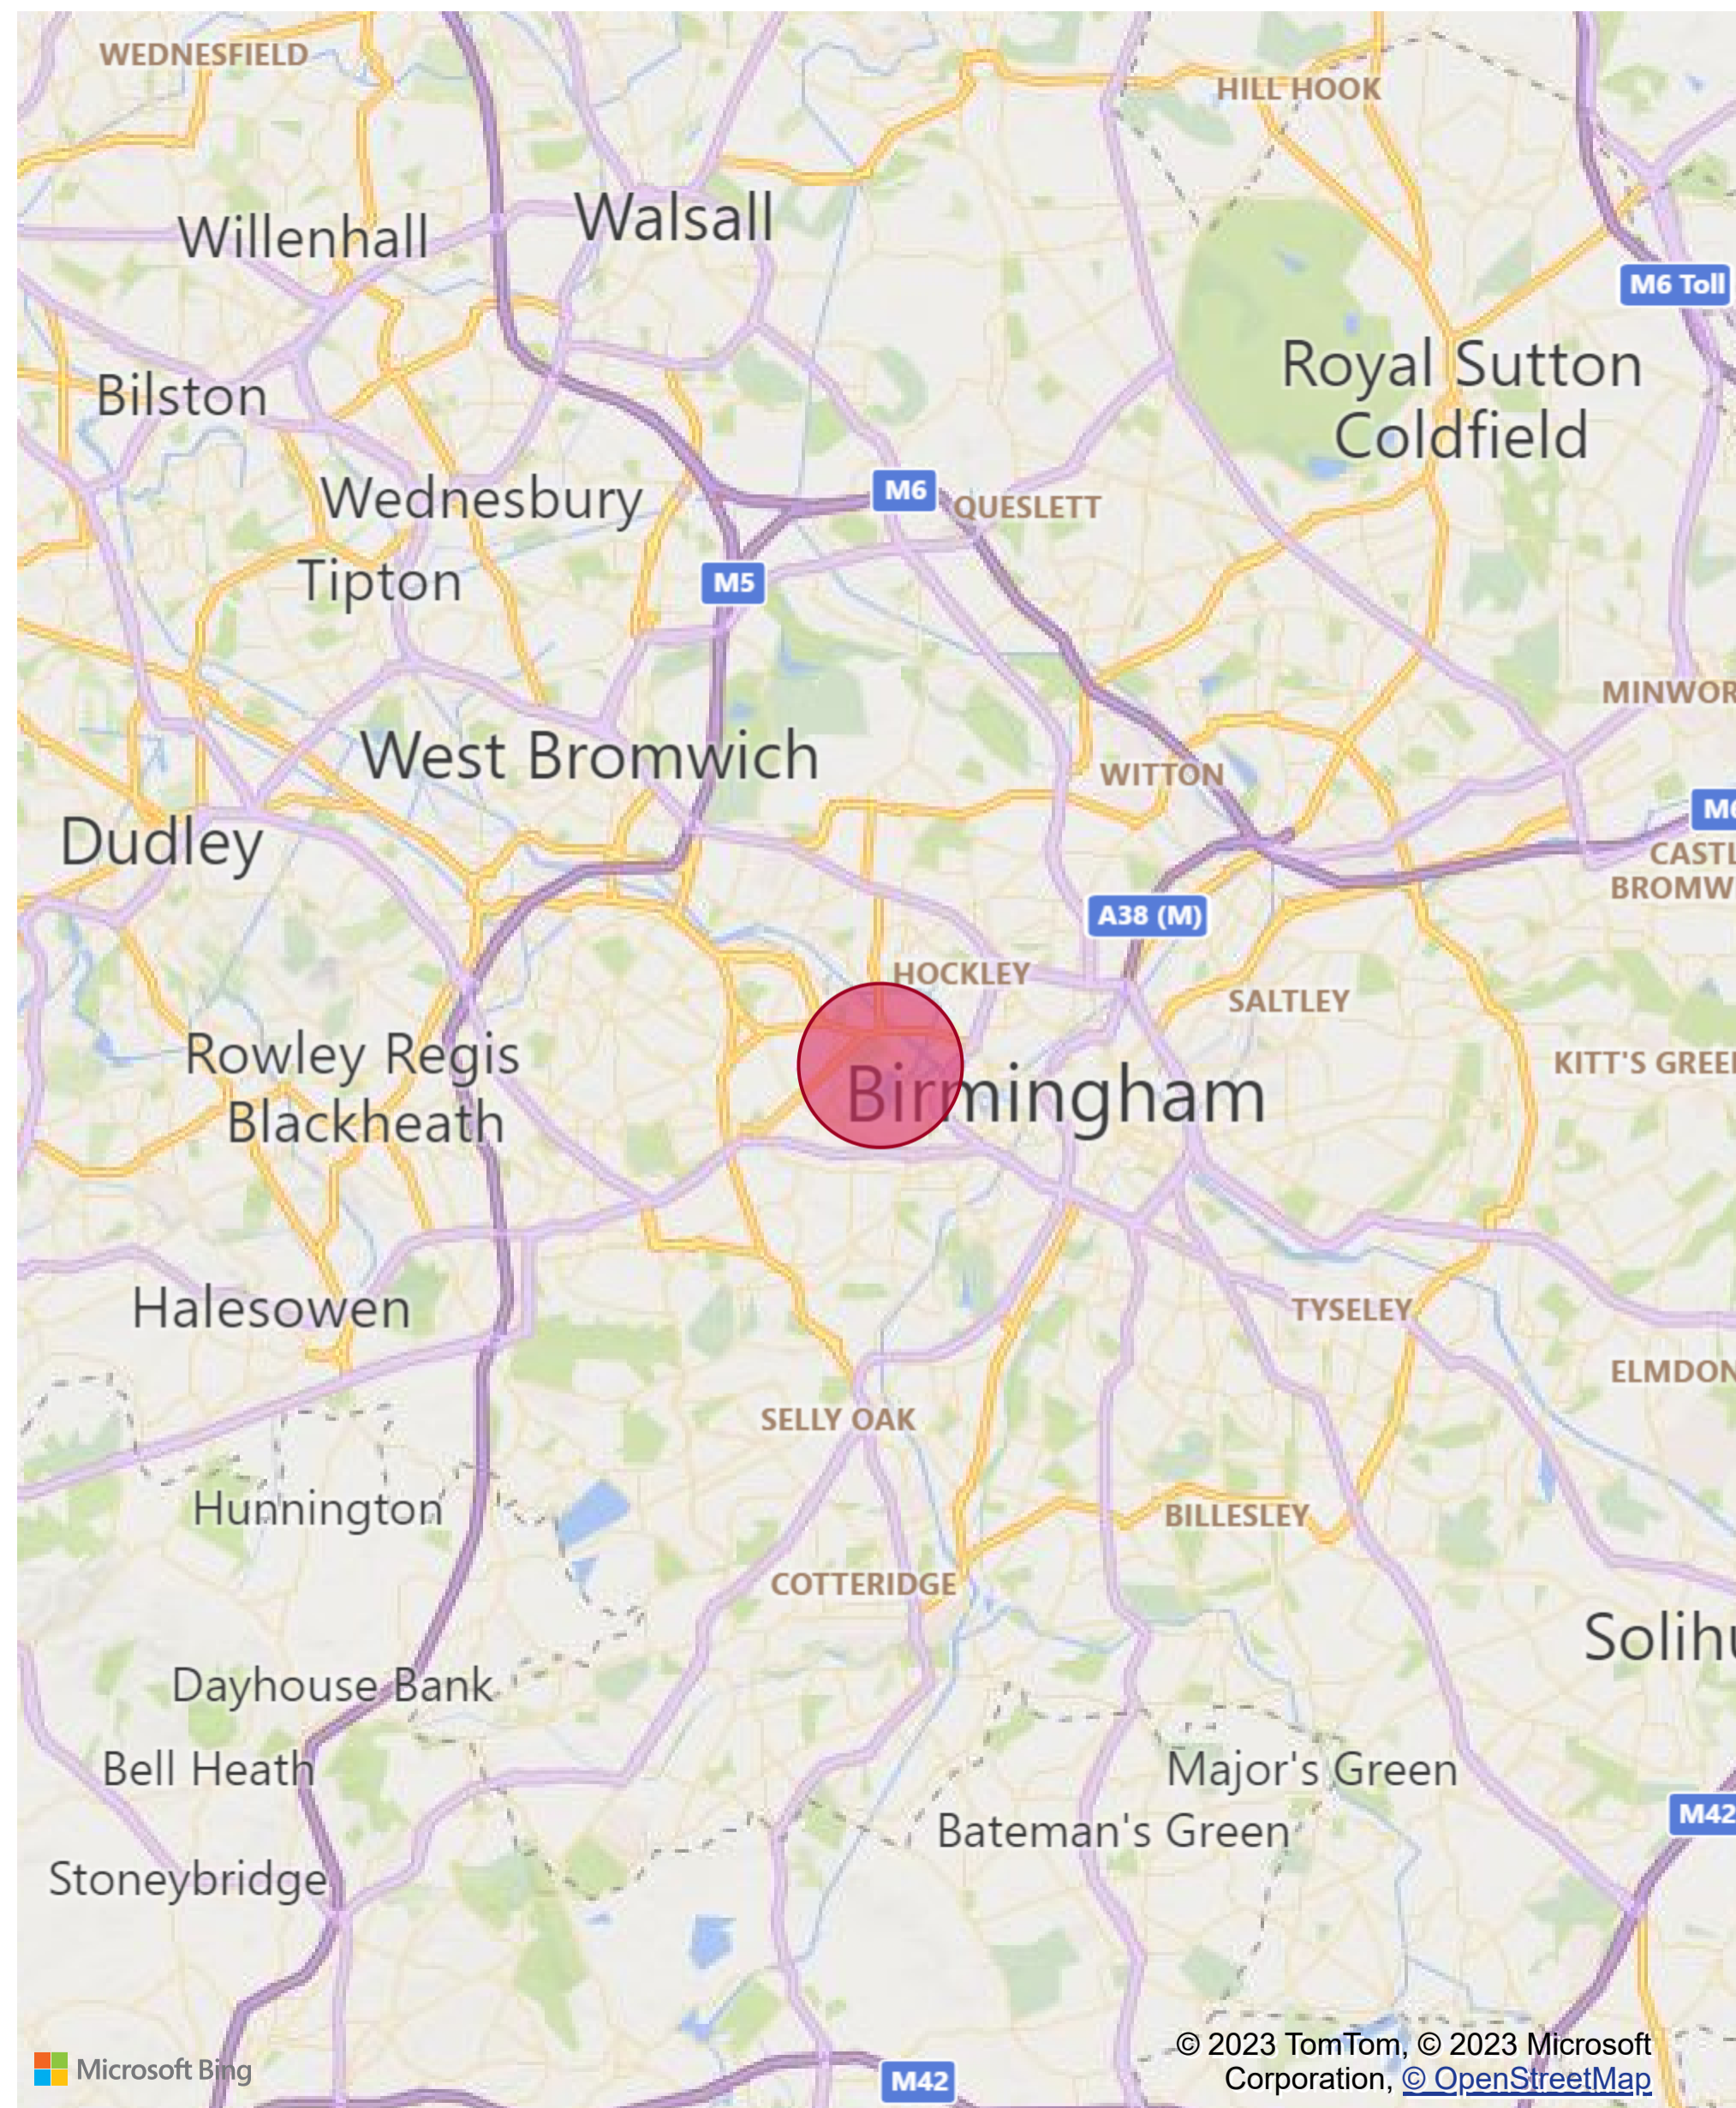 WEDNESFIELD
HILL HOOK
Walsall
Willenhall
M6 Toll
Royal Sutton
Coldfield
Bilston
M6
Wednesbury
QUESLETT
Tipton
M5
MINWOR
West Bromwich
WITTON
M6
Dudley
CASTL
BROMW
A38 (M)
HOCKLEY
SALTLEY
Rowley Regis
Blackheath
KITT'S GREE
Birmingham
Halesowen
TYSELEY
ELMDON
SELLY OAK
Hunnington
BILLESLEY
COTTERIDGE
Solihu
Dayhouse Bank
Bell Heath
Major's Green
M42
Bateman's Green
Stoneybridge
© 2023 TomTom, © 2023 Microsoft
Corporation, © OpenStreetMap
Microsoft Bing
M42